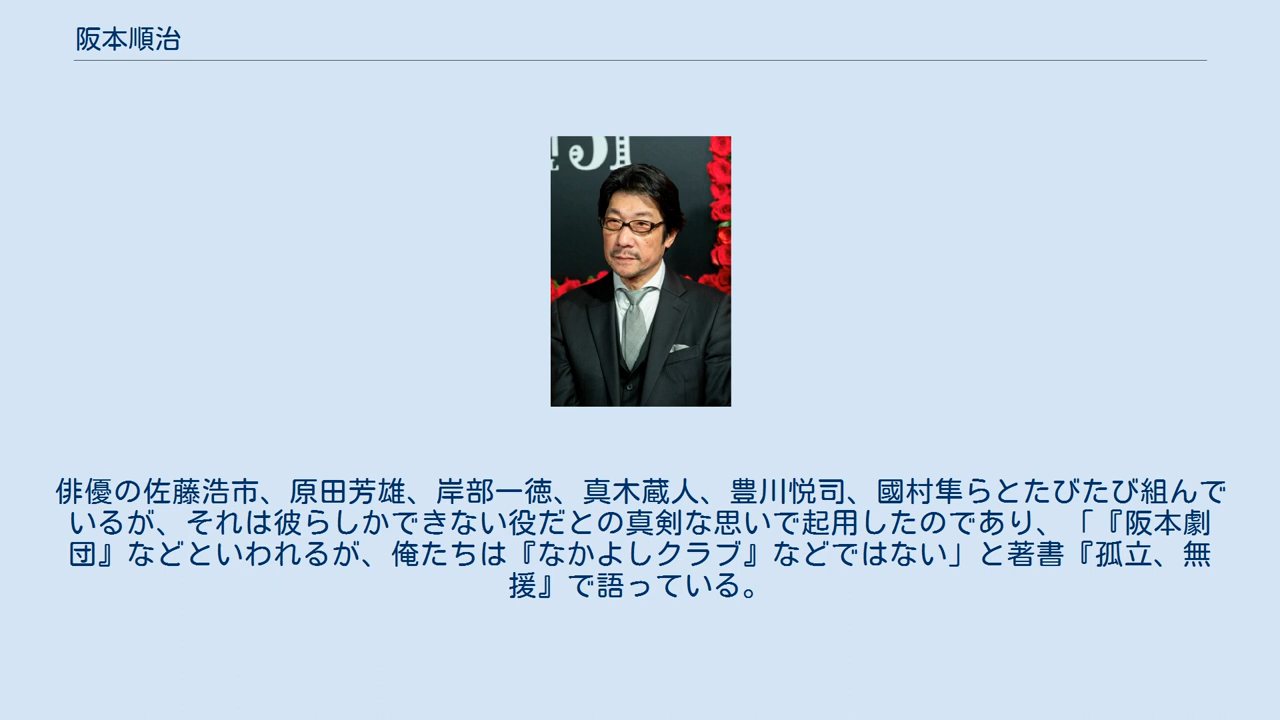 阪本順治
俳優の佐藤浩市、原田芳雄、岸部一徳、真木蔵人、豊川悦司、國村隼らとたびたび組んで
いるが、それは彼らしかできない役だとの真剣な思いで起用したのであり、「『阪本劇
団』などといわれるが、俺たちは『なかよしクラブ』などではない」と著書『孤立、無
援』で語っている。